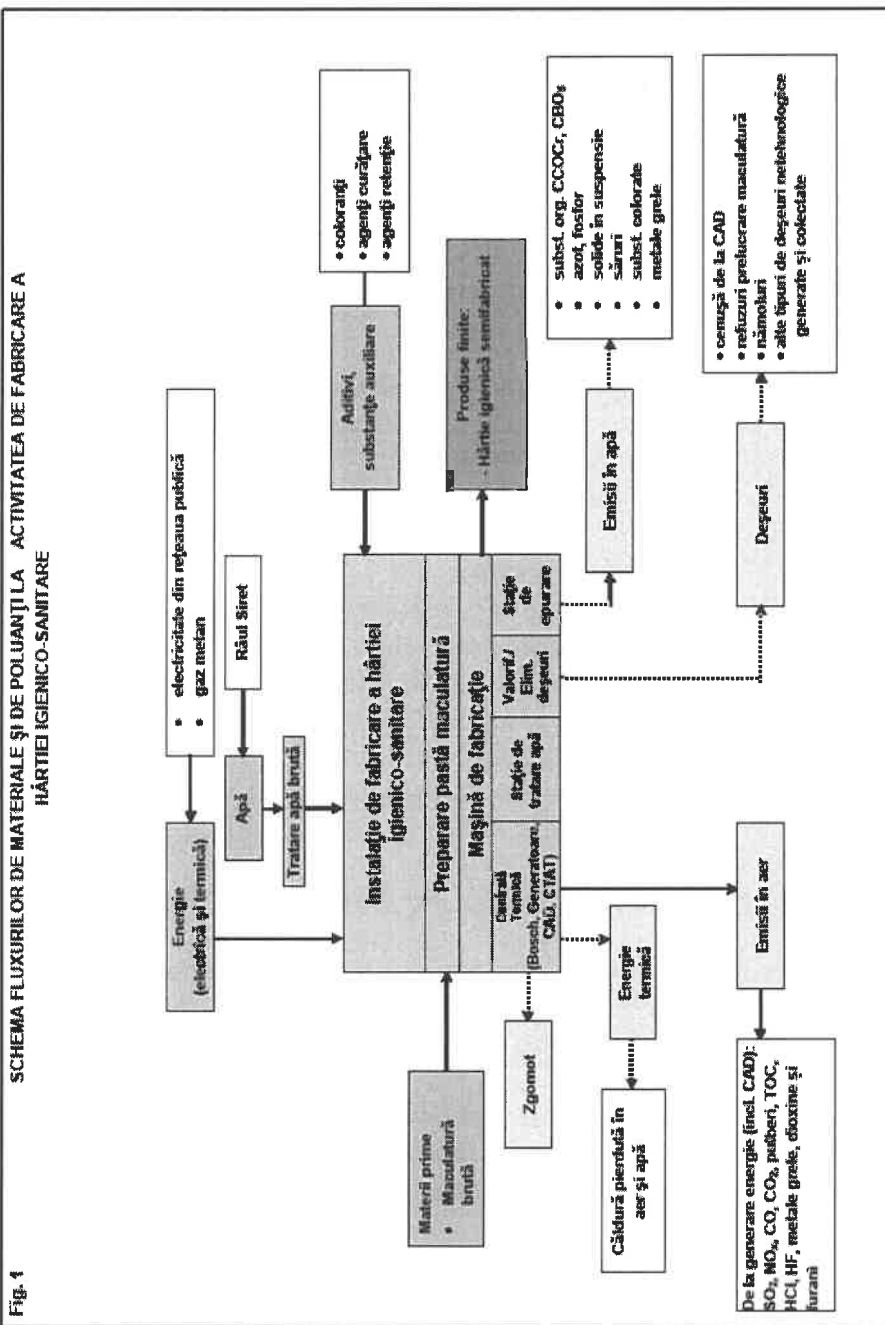 Fig. 1
SCHEMA FLUXURILOR DE MATERIALE ŞI DE POLUANŢI LA ACTIVITATEA DE FABRICARE A
HÂRTIEI IGIENICO-SANITARE
Energie
(electrică şi termică)
• electricitate din reţeaua publică
• gaz metan
Apă
Râul Siret
Tratare apă brută
Aditivi,
substanţe auxiliare
• coloranţi
• agenţi curăţare
• agenţi retenţie
Materii prime
• Maculatură
brută
Instalaţie de fabricare a hârtiei
igienico-sanitare
Preparare pastă maculatură
Maşină de fabricaţie
Centrală
Termică
(Bosch, Generatoare,
CAD, CTAT)
Staţie de
tratare apă
Valorif./
Elim.
deşeuri
Staţie
de
epurare
Produse finite:
- Hârtie igienică semifabricat
Zgomot
Energie
termică
Căldură pierdută în
aer şi apă
Emisii în apă
• subst. org. CCOCr, CBO₅
• azot, fosfor
• solide în suspensie
• săruri
• subst. colorate
• metale grele
Emisii în aer
De la generare energie (incl. CAD):
SO₂, NOₓ, CO, CO₂, pulberi, TOC,
HCl, HF, metale grele, dioxine şi
furani
Deşeuri
• cenuşă de la CAD
• refuzuri prelucrare maculatură
• nămoluri
• alte tipuri de deşeuri netehnologice
generate şi colectate